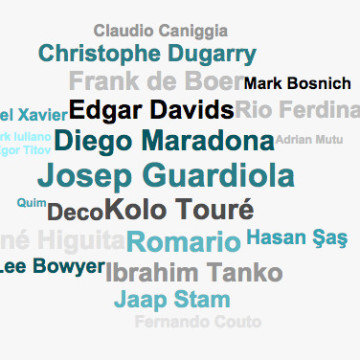 Claudio Caniggia
Christophe Dugarry
Frank de Boer Mark Bosnich
el Xavier Edgar Davids Rio Ferdina
rk Iuliano Diego Maradona Adrian Mutu
Egor Titov
Josep Guardiola
Quim Deco Kolo Touré
né Higuita Romario Hasan Şaş
Lee Bowyer Ibrahim Tanko
Jaap Stam
Fernando Couto